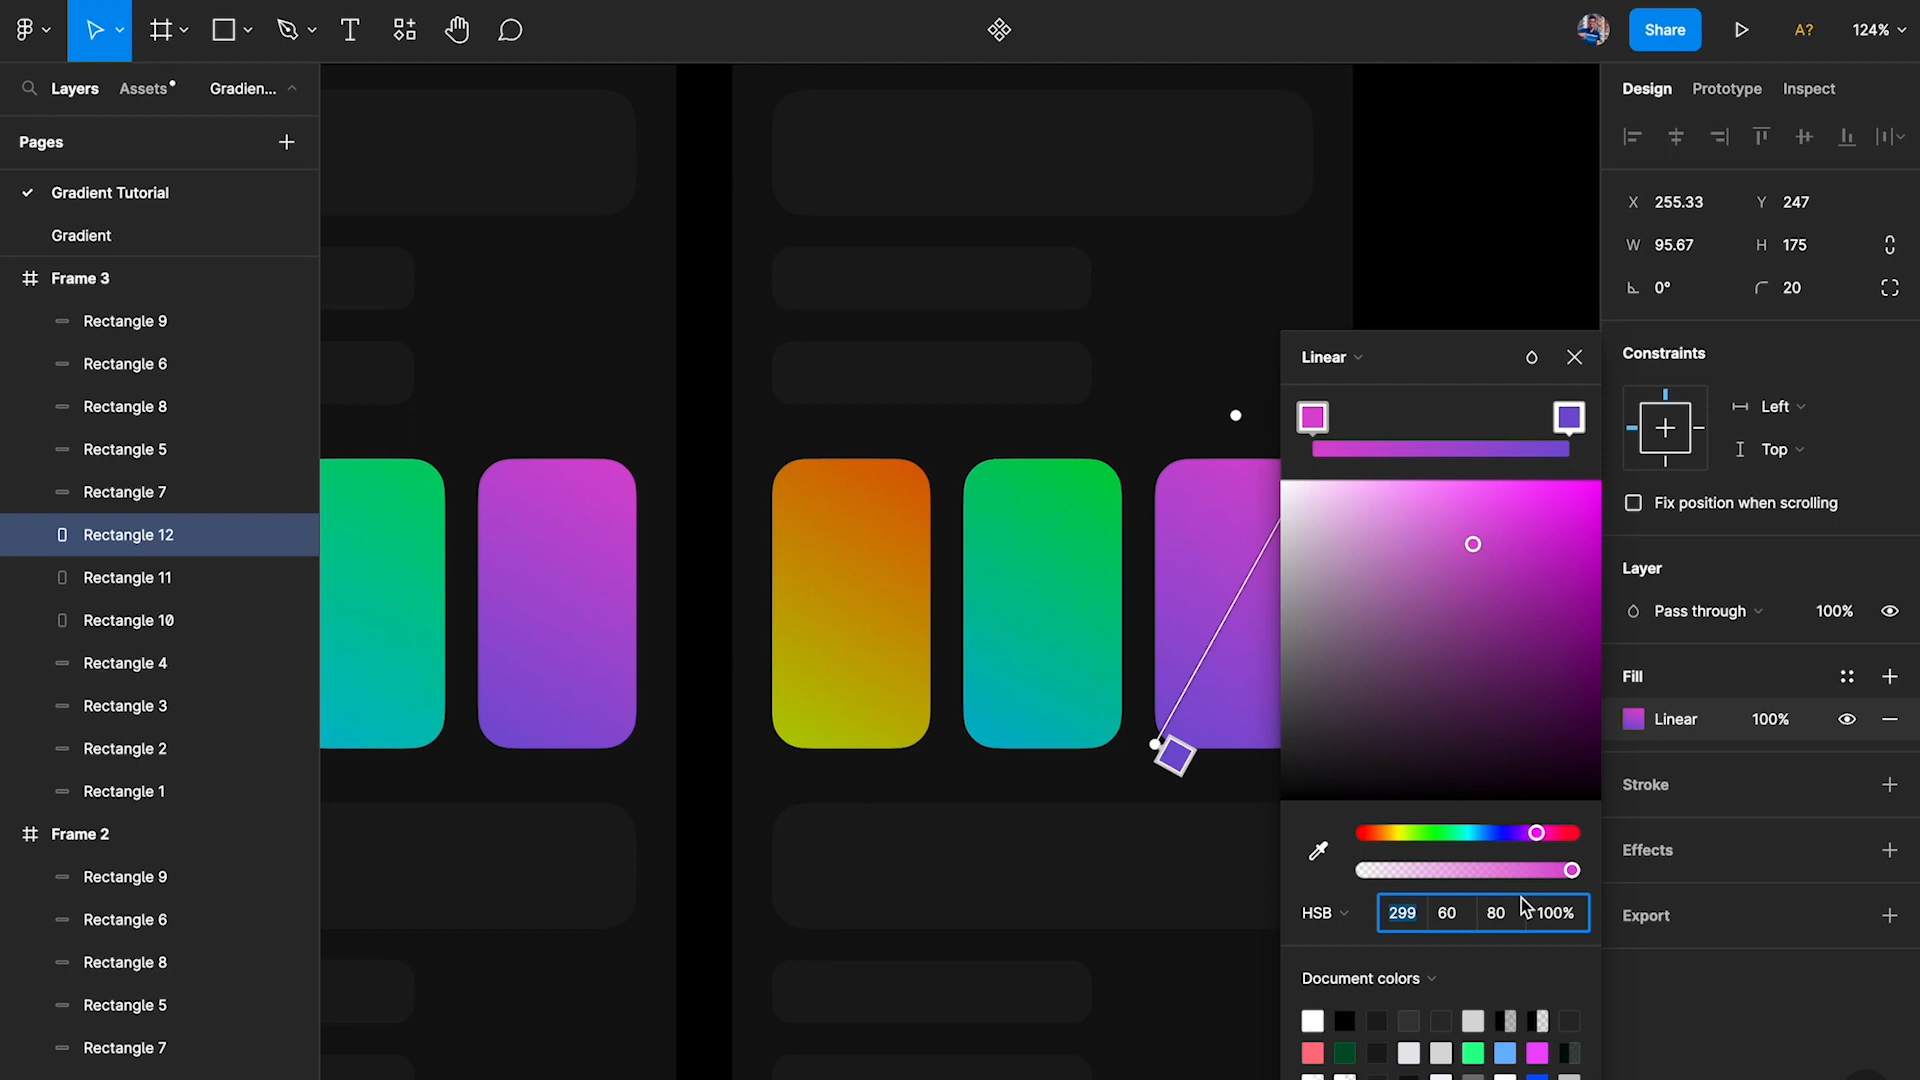 Share
A?
124%
Layers
Assets
Gradien...
Pages
Gradient Tutorial
Gradient
Frame 3
Rectangle 9
Rectangle 6
Rectangle 8
Rectangle 5
Rectangle 7
Rectangle 12
Rectangle 11
Rectangle 10
Rectangle 4
Rectangle 3
Rectangle 2
Rectangle 1
Frame 2
Rectangle 9
Rectangle 6
Rectangle 8
Rectangle 5
Rectangle 7
Linear
HSB
299 60 80 100%
Document colors
Design Prototype Inspect
X 255.33 Y 247
W 95.67 H 175
0° 20
Constraints
Left
Top
Fix position when scrolling
Layer
Pass through 100%
Fill
Linear 100%
Stroke
Effects
Export